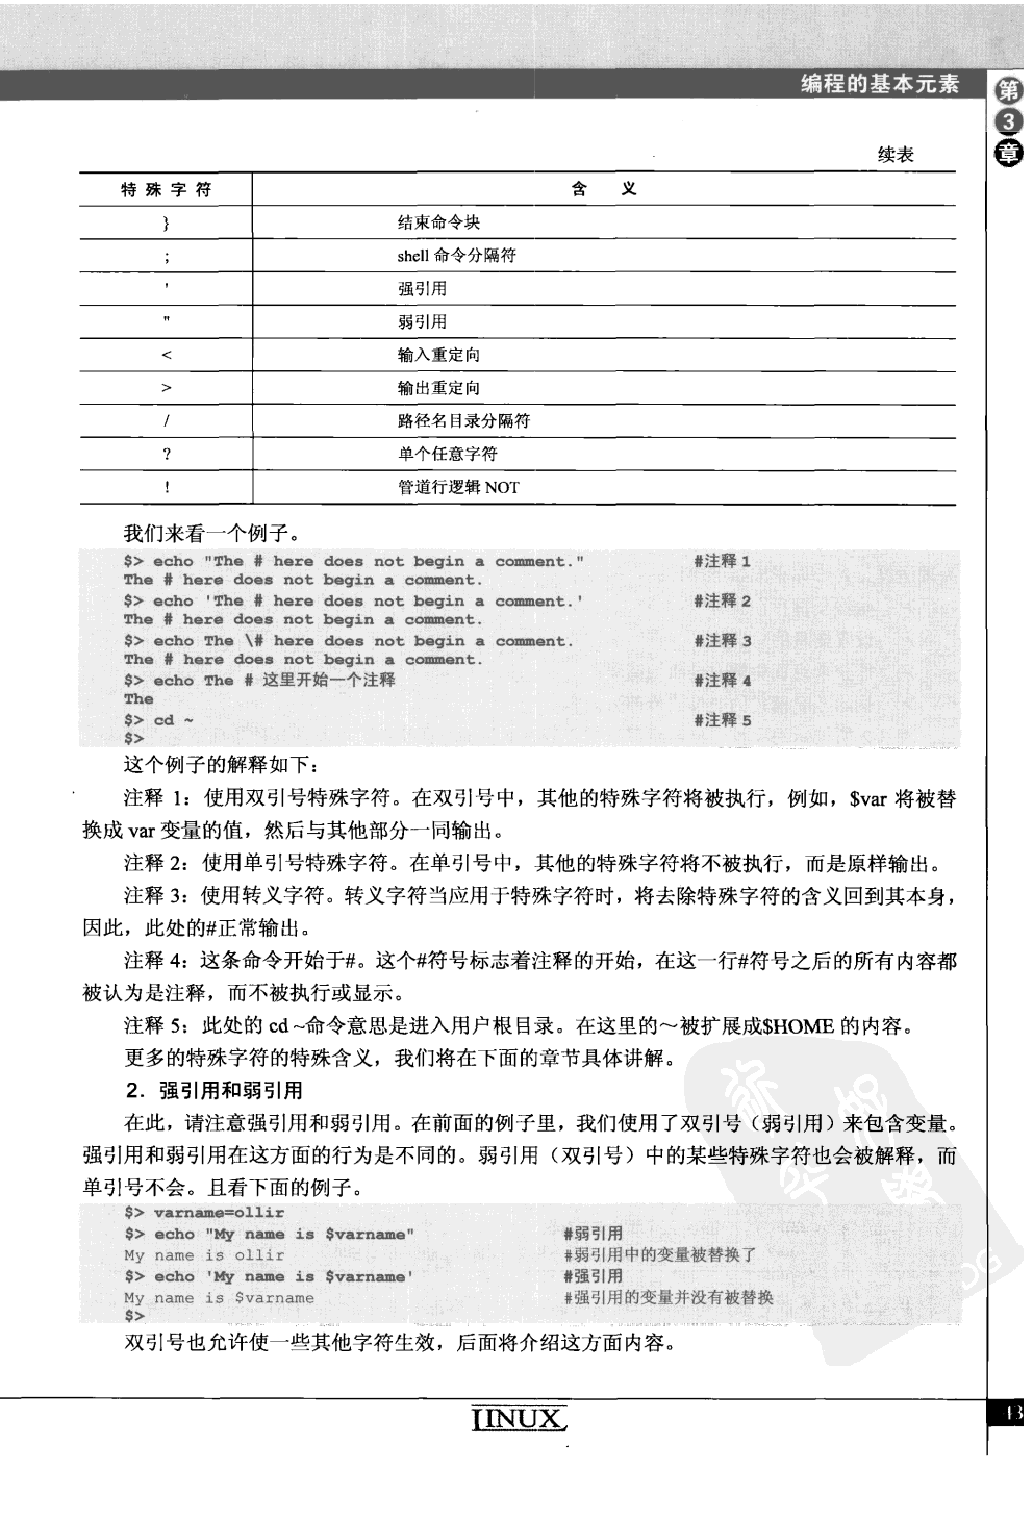 编程的基本元素
第
3
章
续表
特 殊 字 符 含 义
} 结束命令块
; shell 命令分隔符
' 强引用
" 弱引用
< 输入重定向
> 输出重定向
/ 路径名目录分隔符
? 单个任意字符
! 管道行逻辑 NOT
我们来看一个例子。
$> echo "The # here does not begin a comment." #注释 1
The # here does not begin a comment.
$> echo 'The # here does not begin a comment.' #注释 2
The # here does not begin a comment.
$> echo The \# here does not begin a comment. #注释 3
The # here does not begin a comment.
$> echo The # 这里开始一个注释 #注释 4
The
$> cd ~ #注释 5
$>
这个例子的解释如下：
注释 1：使用双引号特殊字符。在双引号中，其他的特殊字符将被执行，例如，$var 将被替
换成 var 变量的值，然后与其他部分一同输出。
注释 2：使用单引号特殊字符。在单引号中，其他的特殊字符将不被执行，而是原样输出。
注释 3：使用转义字符。转义字符当应用于特殊字符时，将去除特殊字符的含义回到其本身，
因此，此处的#正常输出。
注释 4：这条命令开始于#。这个#符号标志着注释的开始，在这一行#符号之后的所有内容都
被认为是注释，而不被执行或显示。
注释 5：此处的 cd ~命令意思是进入用户根目录。在这里的～被扩展成$HOME 的内容。
更多的特殊字符的特殊含义，我们将在下面的章节具体讲解。
2．强引用和弱引用
在此，请注意强引用和弱引用。在前面的例子里，我们使用了双引号（弱引用）来包含变量。
强引用和弱引用在这方面的行为是不同的。弱引用（双引号）中的某些特殊字符也会被解释，而
单引号不会。且看下面的例子。
$> varname=ollir
$> echo "My name is $varname" #弱引用
My name is ollir #弱引用中的变量被替换了
$> echo 'My name is $varname' #强引用
My name is $varname #强引用的变量并没有被替换
$>
双引号也允许使一些其他字符生效，后面将介绍这方面内容。
LINUX
43